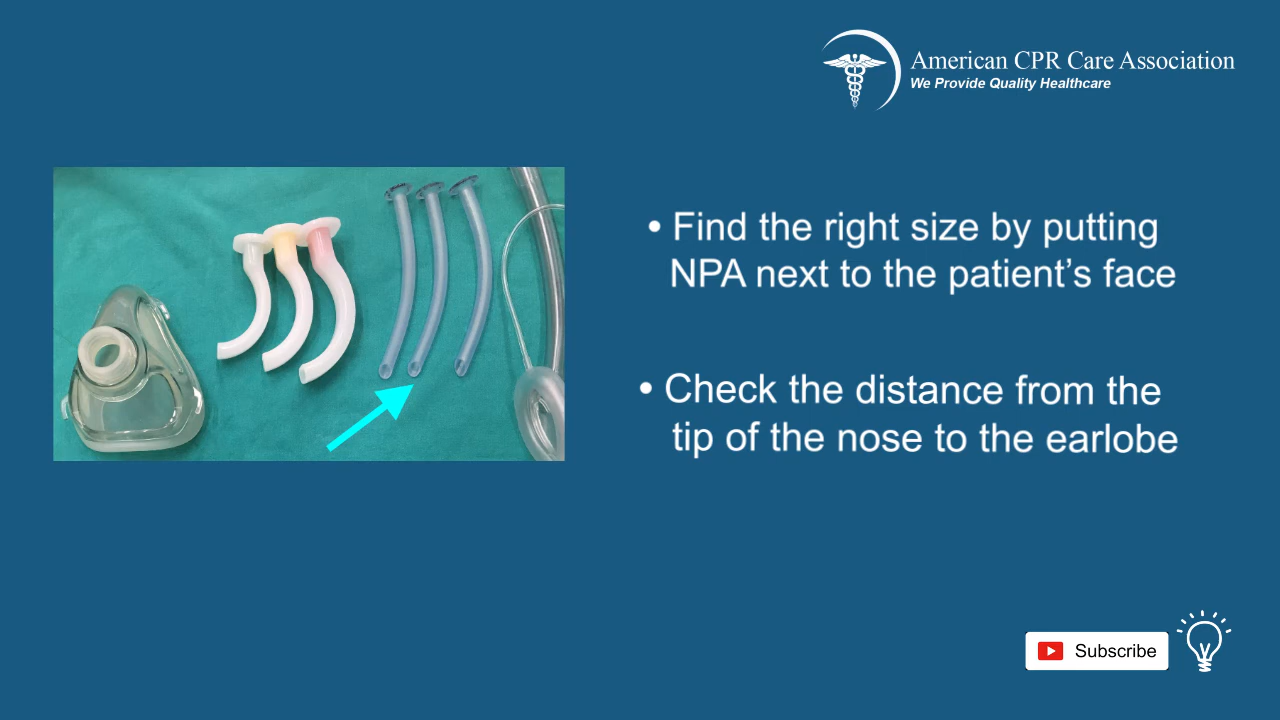 American CPR Care Association
We Provide Quality Healthcare
• Find the right size by putting
NPA next to the patient’s face
• Check the distance from the
tip of the nose to the earlobe
Subscribe